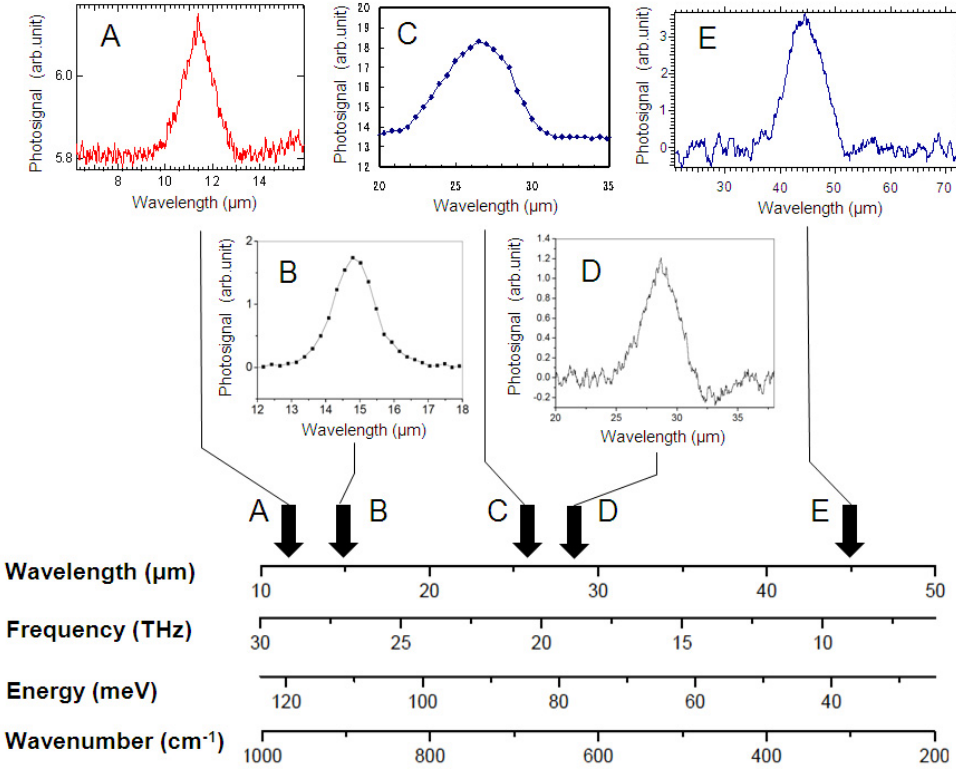 A
Photosignal (arb.unit)
6.0
5.8
8 10 12 14
Wavelength (μm)
C
Photosignal (arb.unit)
20
19
18
17
16
15
14
13
12
20 25 30 35
Wavelength (μm)
E
Photosignal (arb.unit)
3
2
1
0
30 40 50 60 70
Wavelength (μm)
B
Photosignal (arb.unit)
2
1
0
12 13 14 15 16 17 18
Wavelength (μm)
D
Photosignal (arb.unit)
1.4
1.2
1.0
0.8
0.6
0.4
0.2
0.0
-0.2
20 25 30 35
Wavelength (μm)
A B C D E
Wavelength (μm)
10 20 30 40 50
Frequency (THz)
30 25 20 15 10
Energy (meV)
120 100 80 60 40
Wavenumber (cm⁻¹)
1000 800 600 400 200